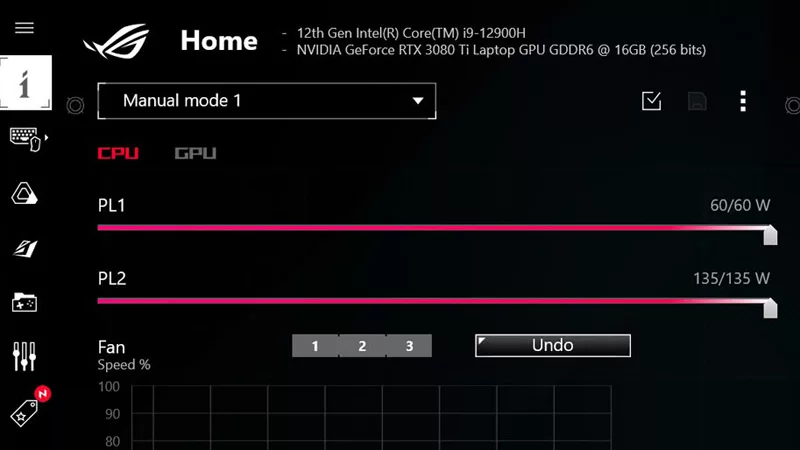 Home
- 12th Gen Intel(R) Core(TM) i9-12900H
- NVIDIA GeForce RTX 3080 Ti Laptop GPU GDDR6 @ 16GB (256 bits)
Manual mode 1
CPU GPU
PL1 60/60 W
PL2 135/135 W
Fan 1 2 3 Undo
Speed %
100
90
80
N